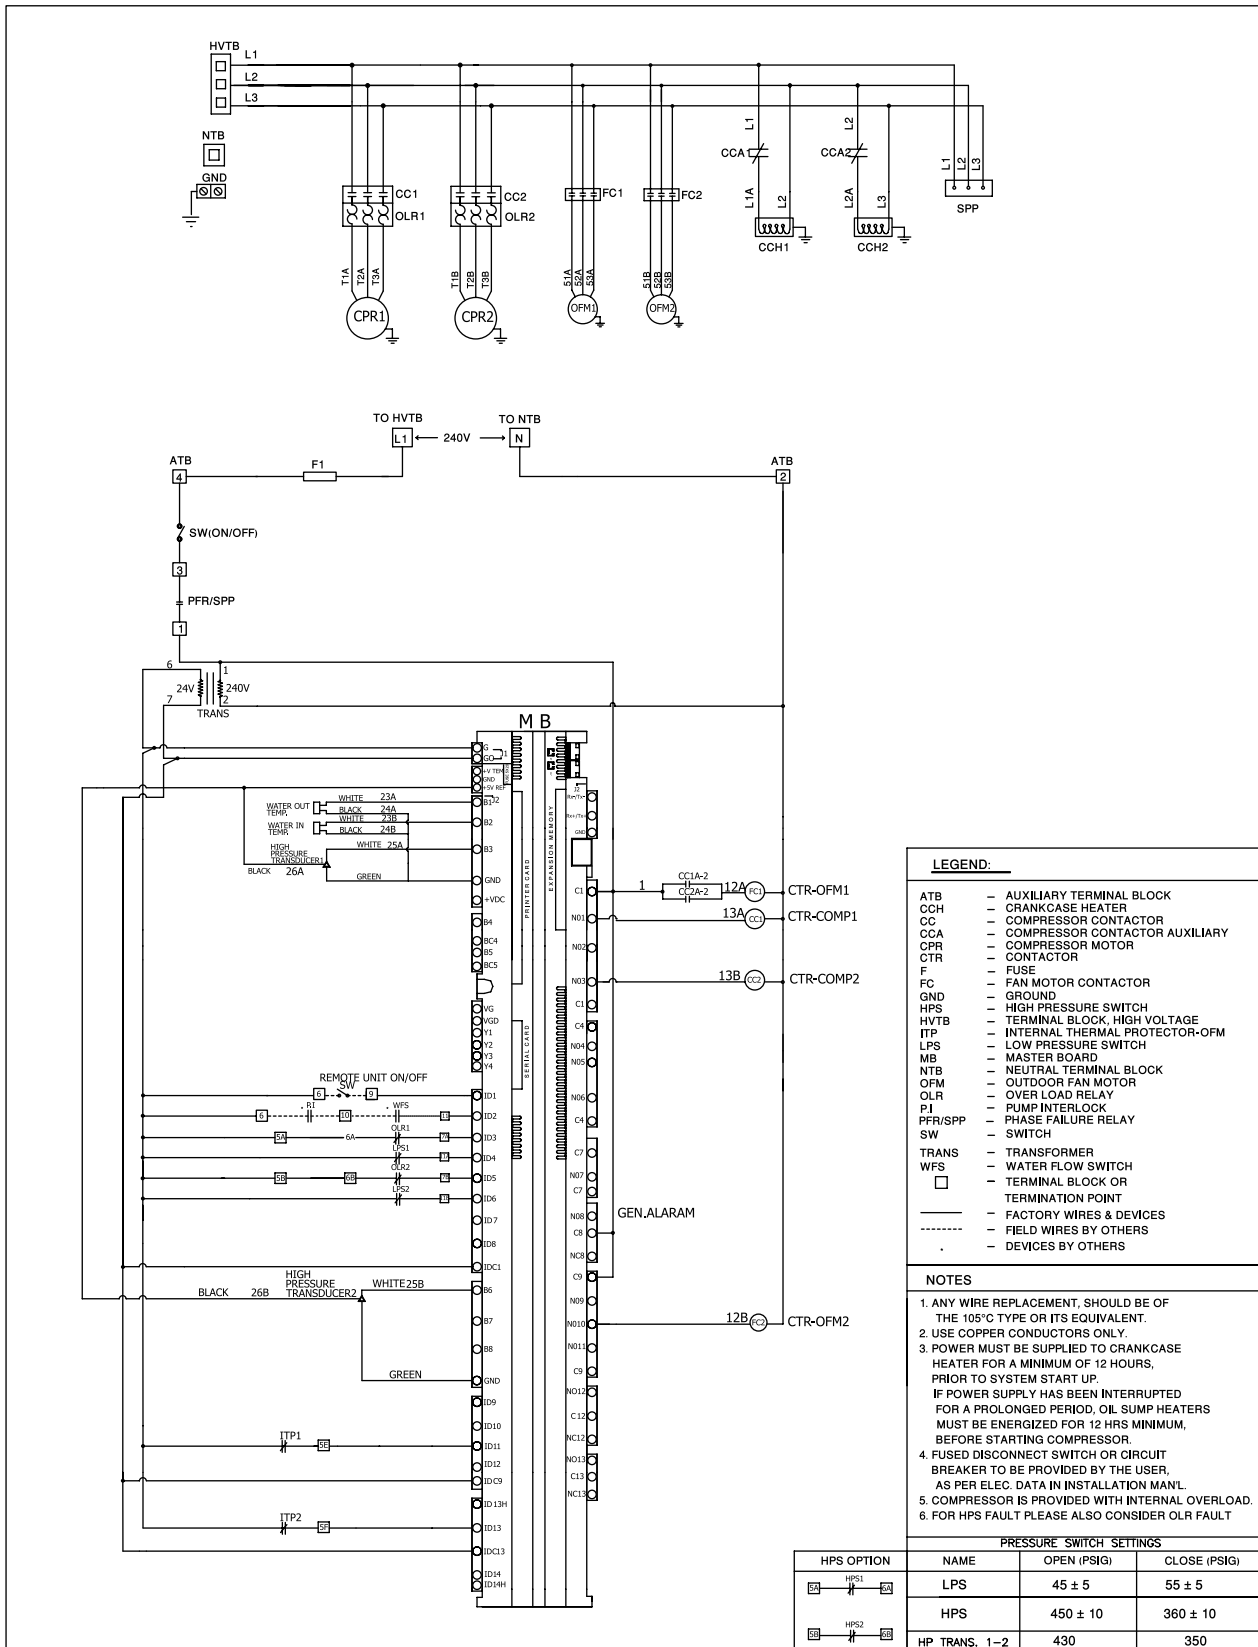 HVTB
L1
L2
L3
NTB
GND
CC1
OLR1
CC2
OLR2
FC1
FC2
L1
CCA1
L1A
L2
CCH1
L2
CCA2
L2A
L3
CCH2
L1
L2
L3
SPP
T1A
T2A
T3A
T1B
T2B
T3B
51A
52A
53A
51B
52B
53B
CPR1
CPR2
OFM1
OFM2
TO HVTB
TO NTB
L1
240V
N
ATB
4
F1
ATB
2
SW(ON/OFF)
3
PFR/SPP
1
6
1
24V
240V
7
2
TRANS
M B
G
GO
J1
+V TEM
GND
+5V REF
J2
WATER OUT
TEMP.
WHITE 23A
BLACK 24A
B1
WATER IN
TEMP.
WHITE 23B
BLACK 24B
B2
HIGH
PRESSURE
TRANSDUCER1
WHITE 25A
B3
BLACK 26A
GREEN
GND
+VDC
B4
BC4
B5
BC5
VG
VGD
Y1
Y2
Y3
Y4
PRINTER CARD
SERIAL CARD
EXPANSION MEMORY
J2
Rx-/Tx-
Rx+/Tx+
GND
C1
1
CC1A-2
CC2A-2
12A
FC1
CTR-OFM1
N01
13A
CC1
CTR-COMP1
N02
N03
13B
CC2
CTR-COMP2
C1
C4
N04
N05
N06
C4
C7
N07
C7
N08
C8
GEN.ALARAM
NC8
C9
N09
N010
12B
FC2
CTR-OFM2
N011
C9
NO12
C12
NC12
NO13
C13
NC13
REMOTE UNIT ON/OFF
6
SW
9
ID1
6
P.I
10
WFS
11
ID2
5A
6A
OLR1
7A
ID3
LPS1
ID4
5B
6B
OLR2
7B
ID5
LPS2
ID6
ID7
ID8
IDC1
BLACK
26B
HIGH
PRESSURE
TRANSDUCER2
WHITE25B
B6
B7
B8
GREEN
GND
ID9
ID10
ITP1
5E
ID11
ID12
IDC9
ID13H
ITP2
5F
ID13
IDC13
ID14
ID14H
LEGEND:
ATB – AUXILIARY TERMINAL BLOCK
CCH – CRANKCASE HEATER
CC – COMPRESSOR CONTACTOR
CCA – COMPRESSOR CONTACTOR AUXILIARY
CPR – COMPRESSOR MOTOR
CTR – CONTACTOR
F – FUSE
FC – FAN MOTOR CONTACTOR
GND – GROUND
HPS – HIGH PRESSURE SWITCH
HVTB – TERMINAL BLOCK, HIGH VOLTAGE
ITP – INTERNAL THERMAL PROTECTOR-OFM
LPS – LOW PRESSURE SWITCH
MB – MASTER BOARD
NTB – NEUTRAL TERMINAL BLOCK
OFM – OUTDOOR FAN MOTOR
OLR – OVER LOAD RELAY
P.I – PUMP INTERLOCK
PFR/SPP – PHASE FAILURE RELAY
SW – SWITCH
TRANS – TRANSFORMER
WFS – WATER FLOW SWITCH
– TERMINAL BLOCK OR
TERMINATION POINT
– FACTORY WIRES & DEVICES
– FIELD WIRES BY OTHERS
. – DEVICES BY OTHERS
NOTES
1. ANY WIRE REPLACEMENT, SHOULD BE OF
THE 105°C TYPE OR ITS EQUIVALENT.
2. USE COPPER CONDUCTORS ONLY.
3. POWER MUST BE SUPPLIED TO CRANKCASE
HEATER FOR A MINIMUM OF 12 HOURS,
PRIOR TO SYSTEM START UP.
IF POWER SUPPLY HAS BEEN INTERRUPTED
FOR A PROLONGED PERIOD, OIL SUMP HEATERS
MUST BE ENERGIZED FOR 12 HRS MINIMUM,
BEFORE STARTING COMPRESSOR.
4. FUSED DISCONNECT SWITCH OR CIRCUIT
BREAKER TO BE PROVIDED BY THE USER,
AS PER ELEC. DATA IN INSTALLATION MAN'L.
5. COMPRESSOR IS PROVIDED WITH INTERNAL OVERLOAD.
6. FOR HPS FAULT PLEASE ALSO CONSIDER OLR FAULT
PRESSURE SWITCH SETTINGS
HPS OPTION
NAME OPEN (PSIG) CLOSE (PSIG)
5A HPS1 6A
LPS 45 ± 5 55 ± 5
HPS 450 ± 10 360 ± 10
5B HPS2 6B
HP TRANS. 1–2 430 350